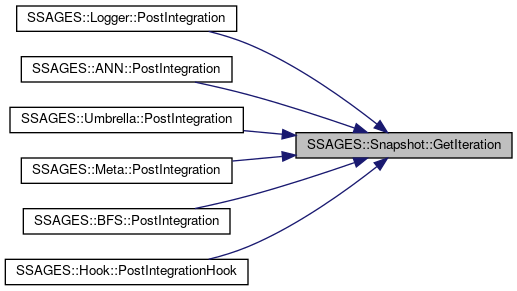 SSAGES::Logger::PostIntegration
SSAGES::ANN::PostIntegration
SSAGES::Umbrella::PostIntegration
SSAGES::Snapshot::GetIteration
SSAGES::Meta::PostIntegration
SSAGES::BFS::PostIntegration
SSAGES::Hook::PostIntegrationHook